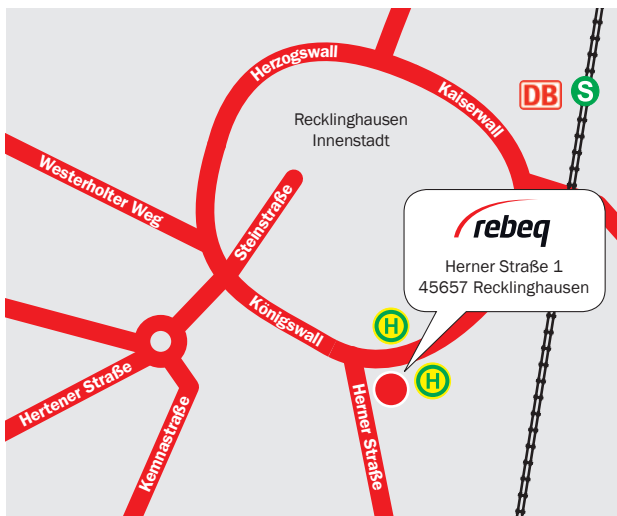 Herzogswall
Kaiserwall
DB
S
Recklinghausen
Innenstadt
Westerholter Weg
Steinstraße
rebeq
Herner Straße 1
45657 Recklinghausen
Königswall
H
H
Hertener Straße
Kemnastraße
Herner Straße